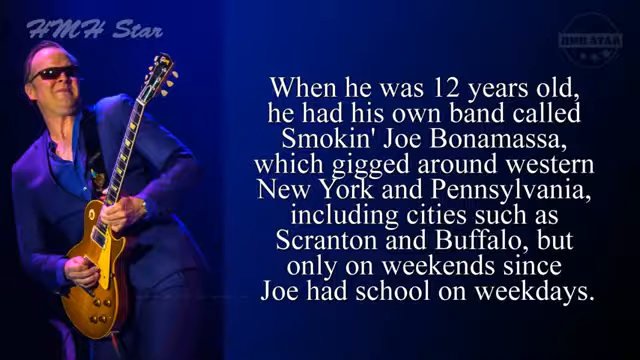 HMH Star
When he was 12 years old,
he had his own band called
Smokin' Joe Bonamassa,
which gigged around western
New York and Pennsylvania,
including cities such as
Scranton and Buffalo, but
only on weekends since
Joe had school on weekdays.